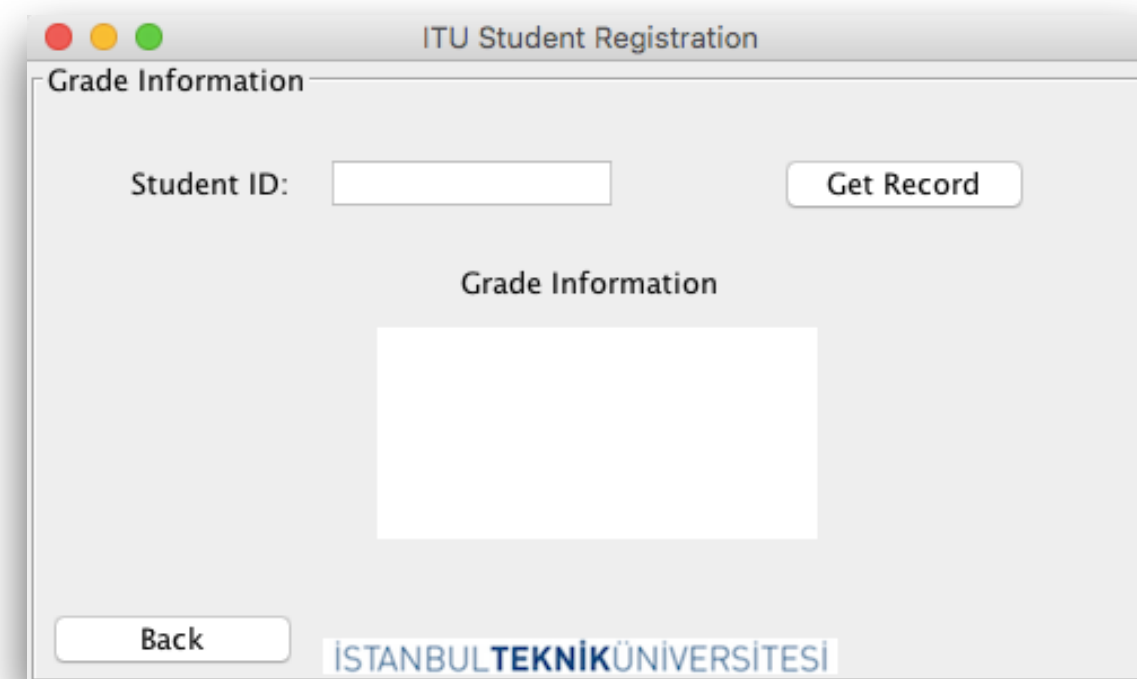 ITU Student Registration
Grade Information
Student ID:
Get Record
Grade Information
Back
İSTANBULTEKNİKÜNİVERSİTESİ